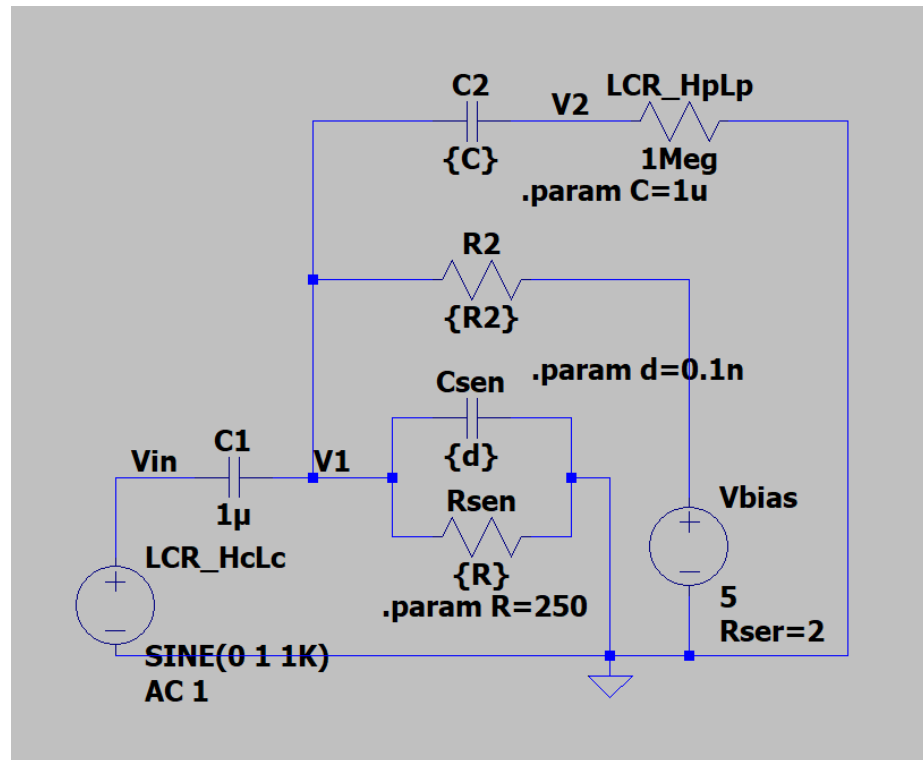 C2
V2
LCR_HpLp
{C}
1Meg
.param C=1u
R2
{R2}
.param d=0.1n
Csen
{d}
Vin
C1
V1
1µ
Rsen
{R}
.param R=250
Vbias
5
Rser=2
LCR_HcLc
SINE(0 1 1K)
AC 1